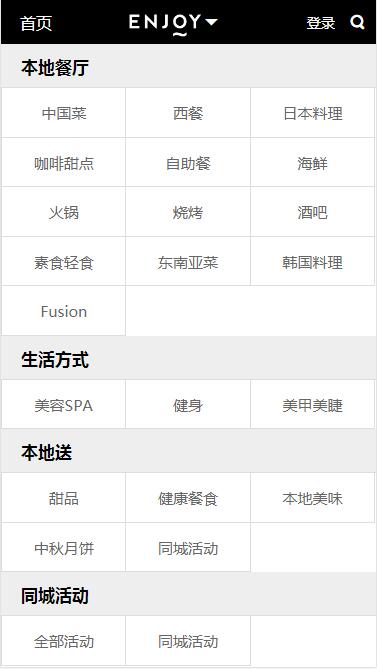 首页 ENJOY 登录
本地餐厅
中国菜 西餐 日本料理
咖啡甜点 自助餐 海鲜
火锅 烧烤 酒吧
素食轻食 东南亚菜 韩国料理
Fusion
生活方式
美容SPA 健身 美甲美睫
本地送
甜品 健康餐食 本地美味
中秋月饼 同城活动
同城活动
全部活动 同城活动